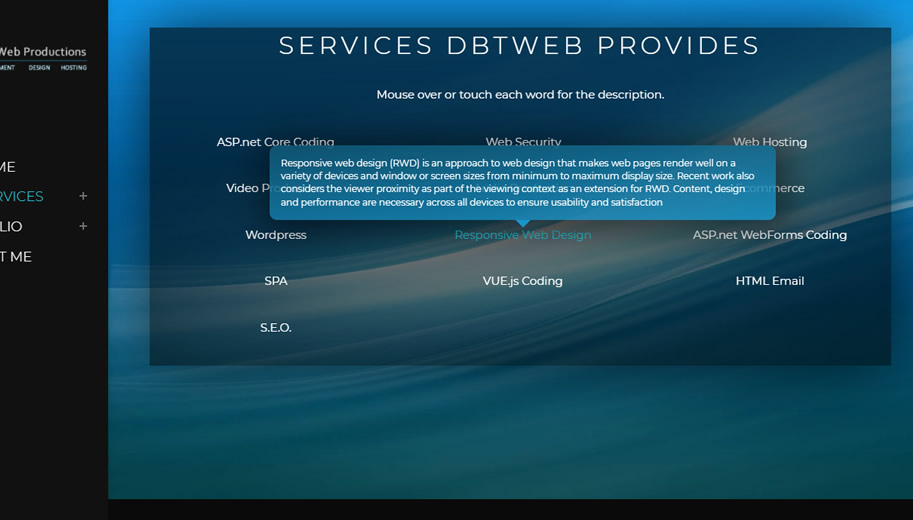 Web Productions
MENT DESIGN HOSTING
ME
RVICES +
LIO +
T ME
SERVICES DBTWEB PROVIDES
Mouse over or touch each word for the description.
ASP.net Core Coding Web Security Web Hosting
Responsive web design (RWD) is an approach to web design that makes web pages render well on a
variety of devices and window or screen sizes from minimum to maximum display size. Recent work also
considers the viewer proximity as part of the viewing context as an extension for RWD. Content, design
and performance are necessary across all devices to ensure usability and satisfaction
Video Pro commerce
Wordpress Responsive Web Design ASP.net WebForms Coding
SPA VUE.js Coding HTML Email
S.E.O.